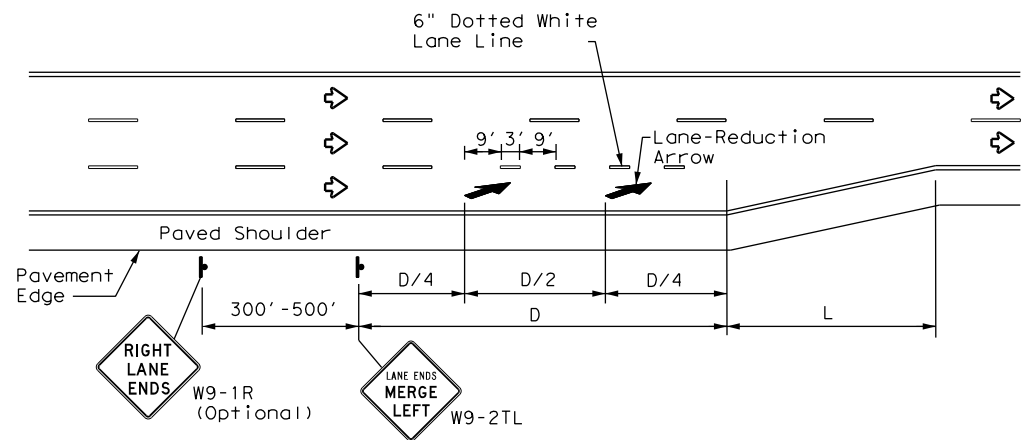 6" Dotted White
Lane Line
9′ 3′ 9′
Lane-Reduction
Arrow
Paved Shoulder
Pavement
Edge
D/4 D/2 D/4
300′-500′ D L
RIGHT
LANE
ENDS
W9-1R
(Optional)
LANE ENDS
MERGE
LEFT
W9-2TL